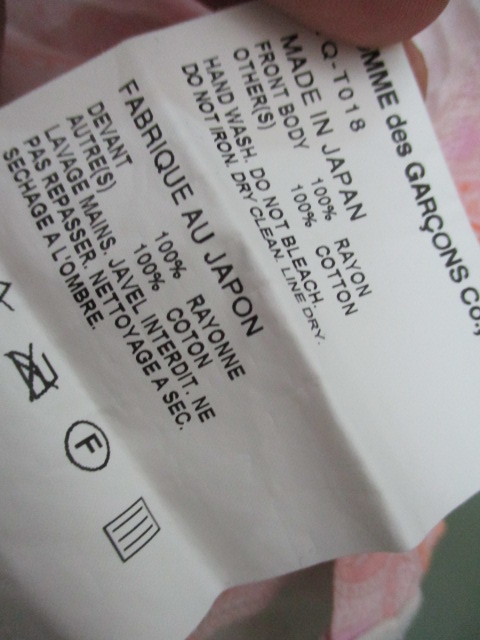 MME des GARÇONS CO.,
Q-T018
MADE IN JAPAN
FRONT BODY 100% RAYON
OTHER(S) 100% COTTON
HAND WASH. DO NOT BLEACH.
DO NOT IRON. DRY CLEAN. LINE DRY.
FABRIQUE AU JAPON
DEVANT 100% RAYONNE
AUTRE(S) 100% COTON
LAVAGE MAINS. JAVEL INTERDIT. NE
PAS REPASSER. NETTOYAGE A SEC.
SECHAGE A L'OMBRE.
F